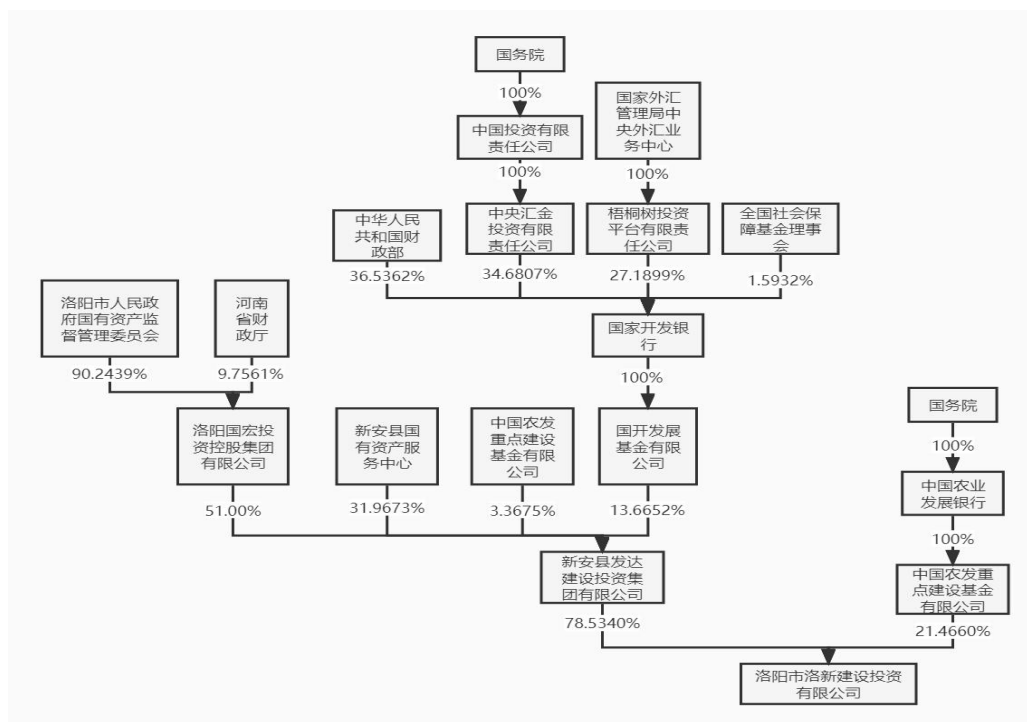 国务院
100%
国家外汇
管理局中
央外汇业
务中心
中国投资有限
责任公司
100%
100%
中华人民
共和国财
政部
中央汇金
投资有限
责任公司
梧桐树投资
平台有限责
任公司
全国社会保
障基金理事
会
36.5362%
34.6807%
27.1899%
1.5932%
洛阳市人民政
府国有资产监
督管理委员会
河南
省财
政厅
国家开发银
行
90.2439%
9.7561%
100%
国务院
100%
洛阳国宏投
资控股集团
有限公司
新安县国
有资产服
务中心
中国农发
重点建设
基金有限
公司
国开发展
基金有限
公司
中国农业
发展银行
51.00%
31.9673%
3.3675%
13.6652%
100%
新安县发达
建设投资集
团有限公司
中国农发重
点建设基金
有限公司
78.5340%
21.4660%
洛阳市洛新建设投资
有限公司